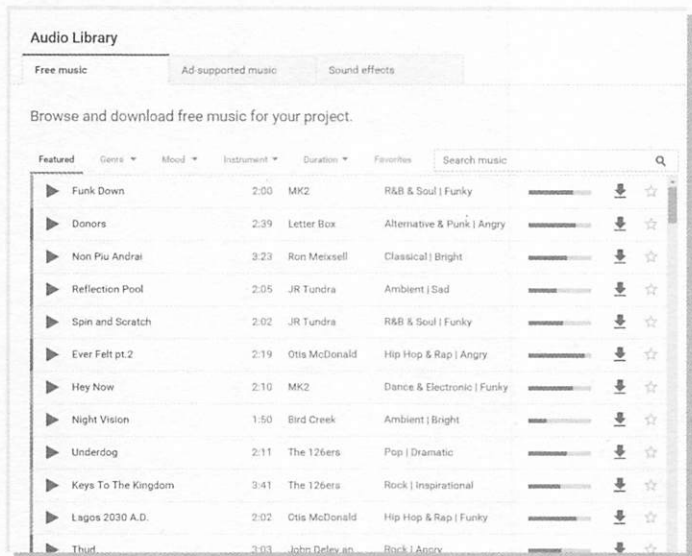 Audio Library
Free music Ad-supported music Sound effects
Browse and download free music for your project.
Featured Genre Mood Instrument Duration Favorites Search music
Funk Down 2:00 MK2 R&B & Soul | Funky
Donors 2:39 Letter Box Alternative & Punk | Angry
Non Piu Andrai 3:23 Ron Meixsell Classical | Bright
Reflection Pool 2:05 JR Tundra Ambient | Sad
Spin and Scratch 2:02 JR Tundra R&B & Soul | Funky
Ever Felt pt.2 2:19 Otis McDonald Hip Hop & Rap | Angry
Hey Now 2:10 MK2 Dance & Electronic | Funky
Night Vision 1:50 Bird Creek Ambient | Bright
Underdog 2:11 The 126ers Pop | Dramatic
Keys To The Kingdom 3:41 The 126ers Rock | Inspirational
Lagos 2030 A.D. 2:02 Otis McDonald Hip Hop & Rap | Funky
Thud 3:03 John Deley an Rock | Angry